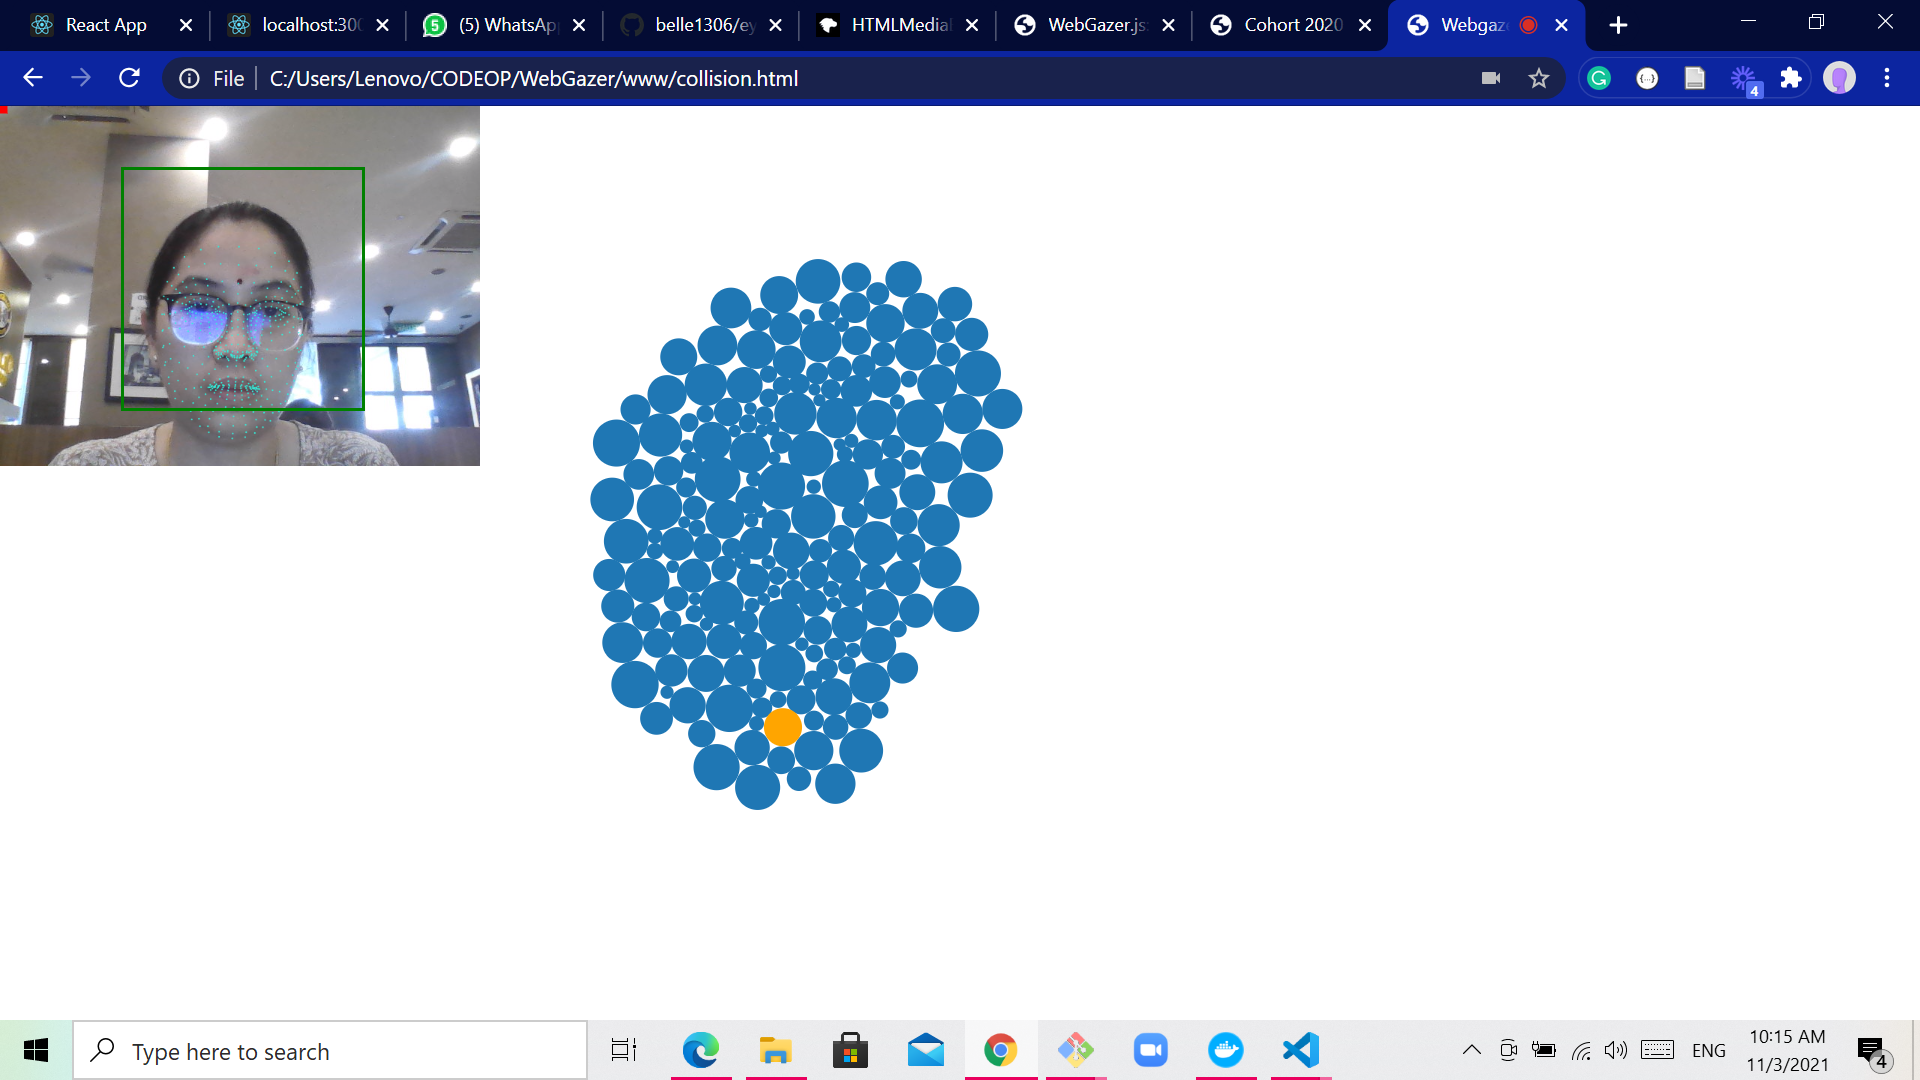 React App
localhost:300
(5) WhatsAp
belle1306/ey
HTMLMedia
WebGazer.js:
Cohort 2020
Webgaz
File
C:/Users/Lenovo/CODEOP/WebGazer/www/collision.html
4
Type here to search
ENG
10:15 AM
11/3/2021
4